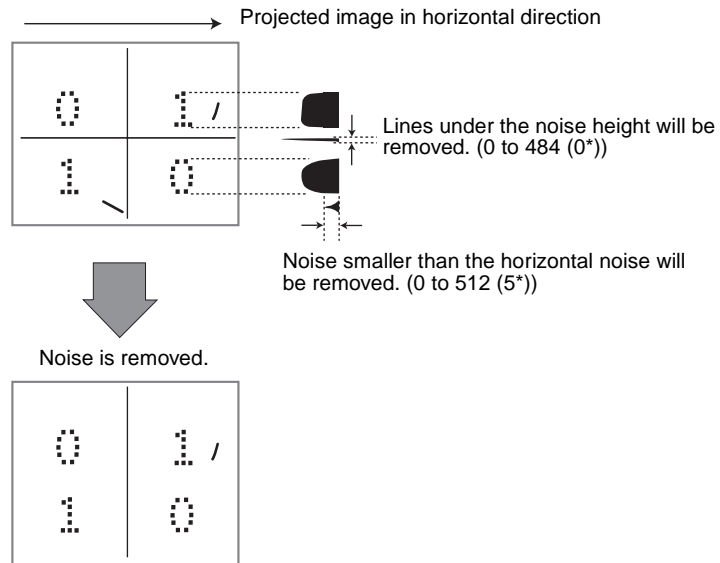 Projected image in horizontal direction
0 1
Lines under the noise height will be
removed. (0 to 484 (0*))
1 0
Noise smaller than the horizontal noise will
be removed. (0 to 512 (5*))
Noise is removed.
0 1
1 0